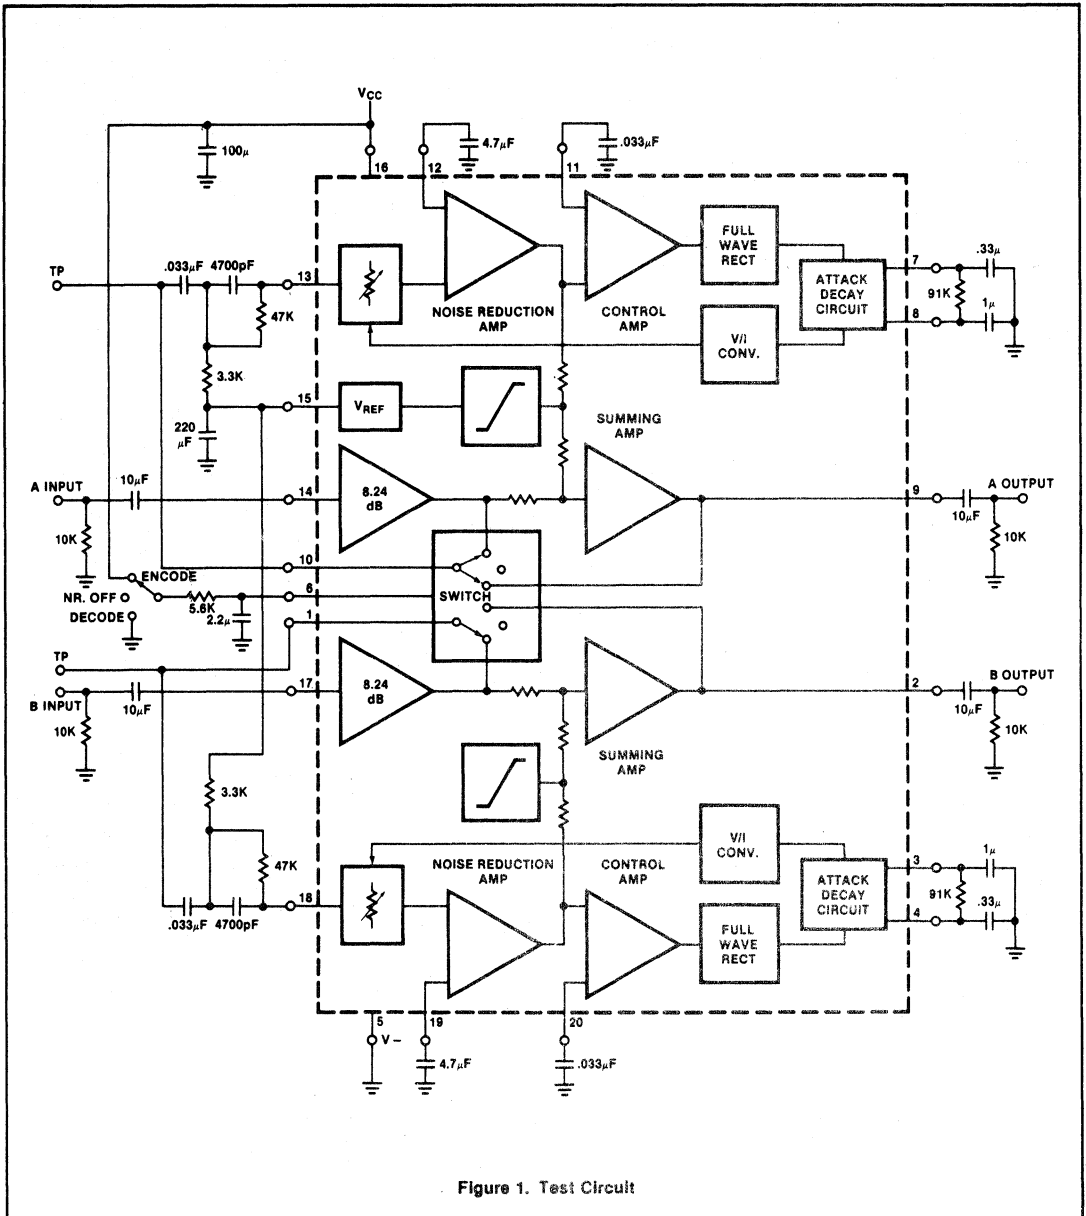 VCC
100μ
16
12
4.7μF
11
.033μF
TP
.033μF
4700pF
13
47K
3.3K
NOISE REDUCTION
AMP
CONTROL
AMP
FULL
WAVE
RECT
ATTACK
DECAY
CIRCUIT
V/I
CONV.
7
8
91K
.33μ
1μ
15
VREF
220
μF
SUMMING
AMP
A INPUT
10μF
14
8.24
dB
10K
9
10μF
A OUTPUT
10K
ENCODE
NR. OFF
DECODE
5.6K
2.2μ
10
6
1
SWITCH
TP
B INPUT
10μF
17
8.24
dB
10K
2
10μF
B OUTPUT
10K
SUMMING
AMP
3.3K
47K
.033μF
4700pF
18
NOISE REDUCTION
AMP
CONTROL
AMP
V/I
CONV.
FULL
WAVE
RECT
ATTACK
DECAY
CIRCUIT
3
4
91K
1μ
.33μ
5
V–
19
4.7μF
20
.033μF
Figure 1. Test Circuit